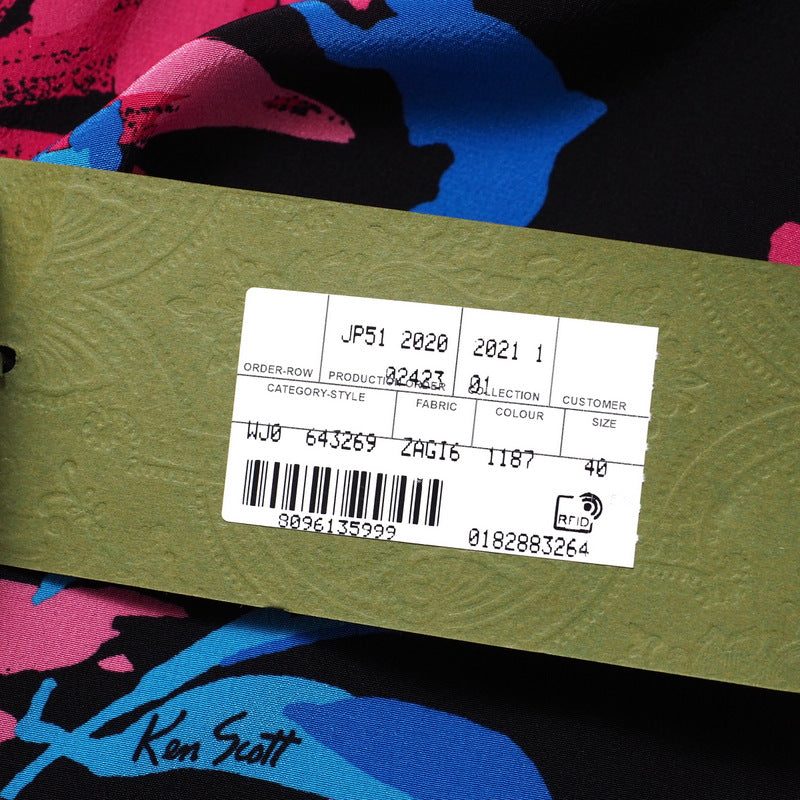 JP51 2020 2021 1
02423 01
ORDER-ROW PRODUCTION ORDER COLLECTION CUSTOMER
CATEGORY-STYLE FABRIC COLOUR SIZE
WJ0 643269 ZAGI6 1187 40
RFID
8096135999 0182883264
Ken Scott